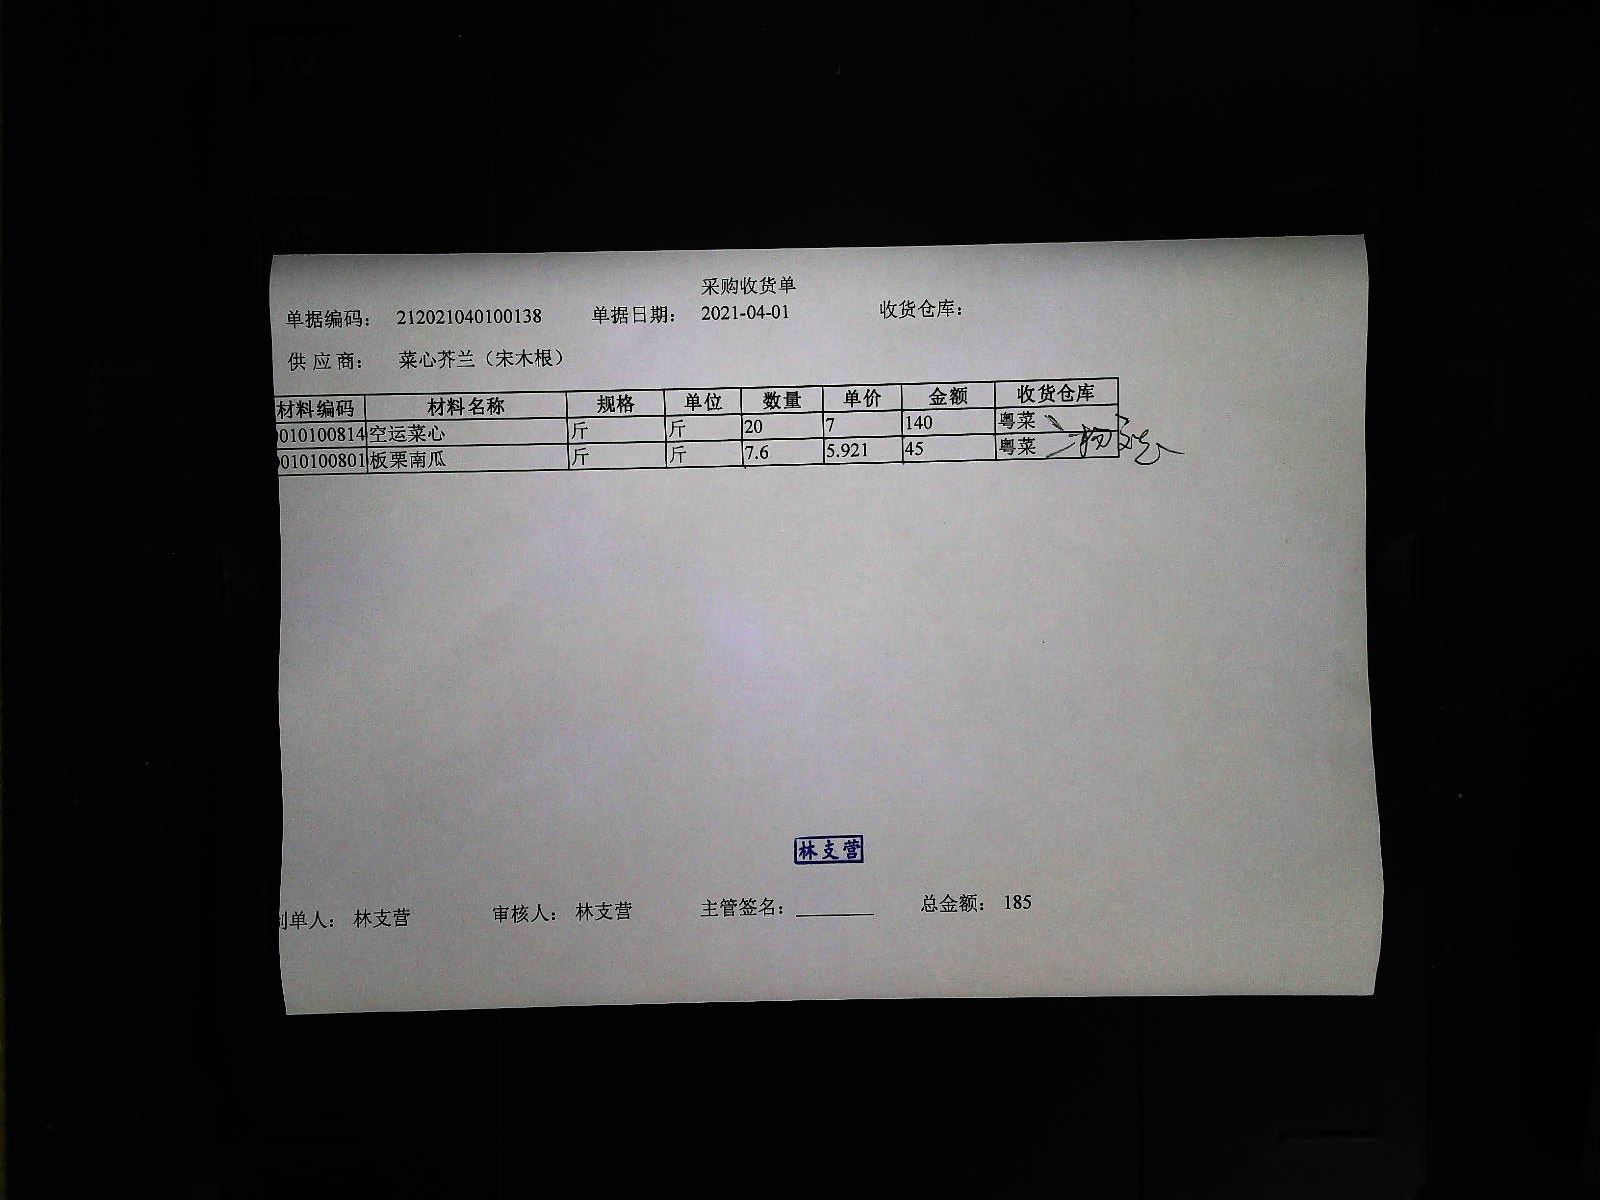 采购收货单
单据编码： 212021040100138 单据日期： 2021-04-01 收货仓库：
供 应 商： 菜心芥兰（宋木根）
材料编码 材料名称 规格 单位 数量 单价 金额 收货仓库
010100814 空运菜心 斤 斤 20 7 140 粤菜
010100801 板栗南瓜 斤 斤 7.6 5.921 45 粤菜
林支营
制单人： 林支营 审核人： 林支营 主管签名： 总金额： 185